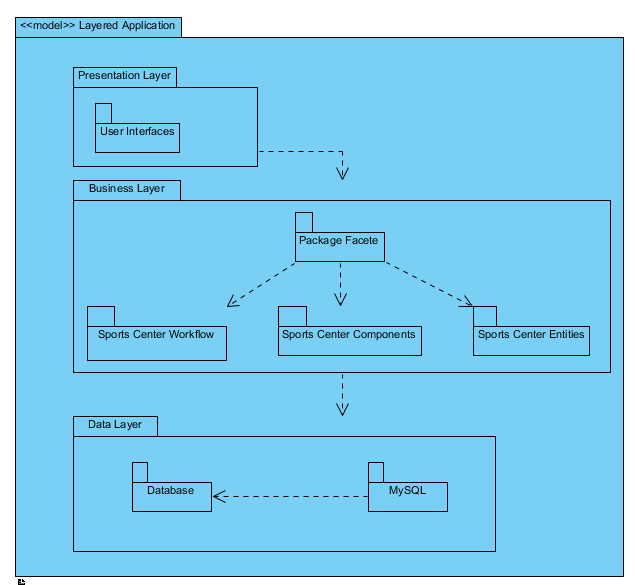 <<model>> Layered Application
Presentation Layer
User Interfaces
Business Layer
Package Facete
Sports Center Workflow
Sports Center Components
Sports Center Entities
Data Layer
Database
MySQL